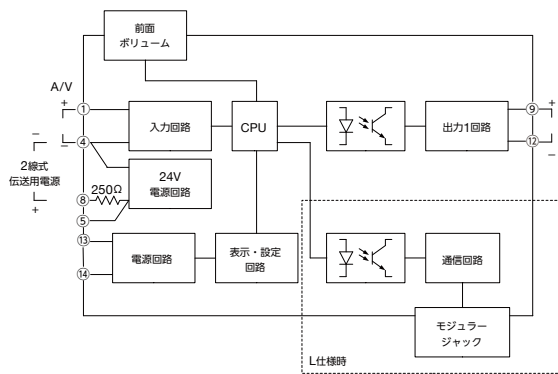 前面
ボリューム
A/V
+
①
入力回路
CPU
出力1回路
⑨
+
−
④
−
⑫
−
2線式
伝送用電源
24V
電源回路
250Ω
⑧
+
⑤
⑬
電源回路
表示・設定
回路
通信回路
⑭
モジュラー
ジャック
L仕様時